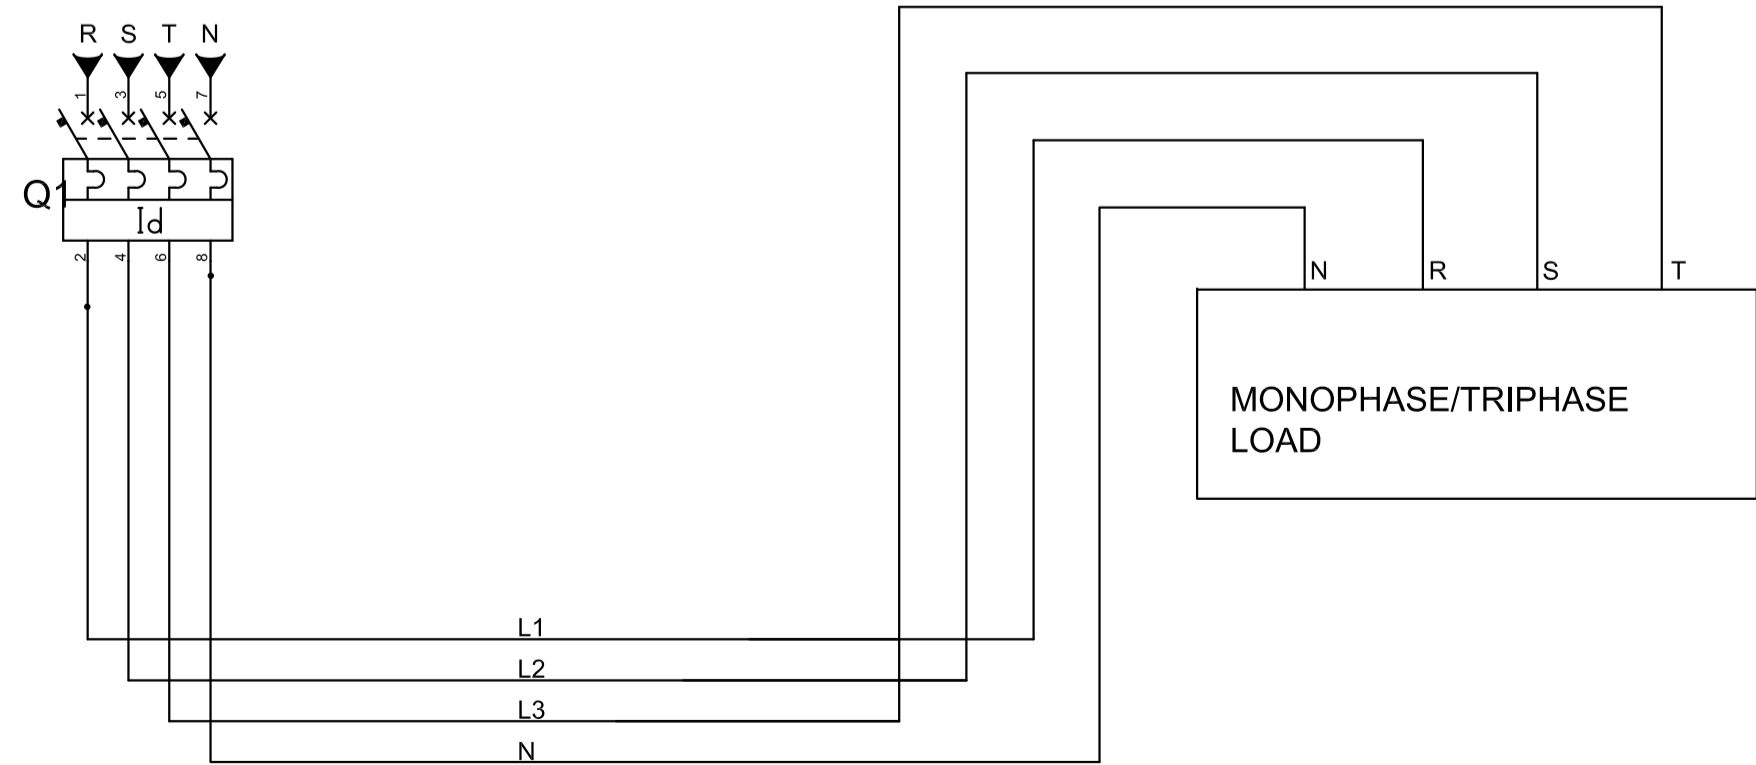 R S T N
1 3 5 7
Q1
Id
2 4 6 8
N R S T
MONOPHASE/TRIPHASE
LOAD
L1
L2
L3
N